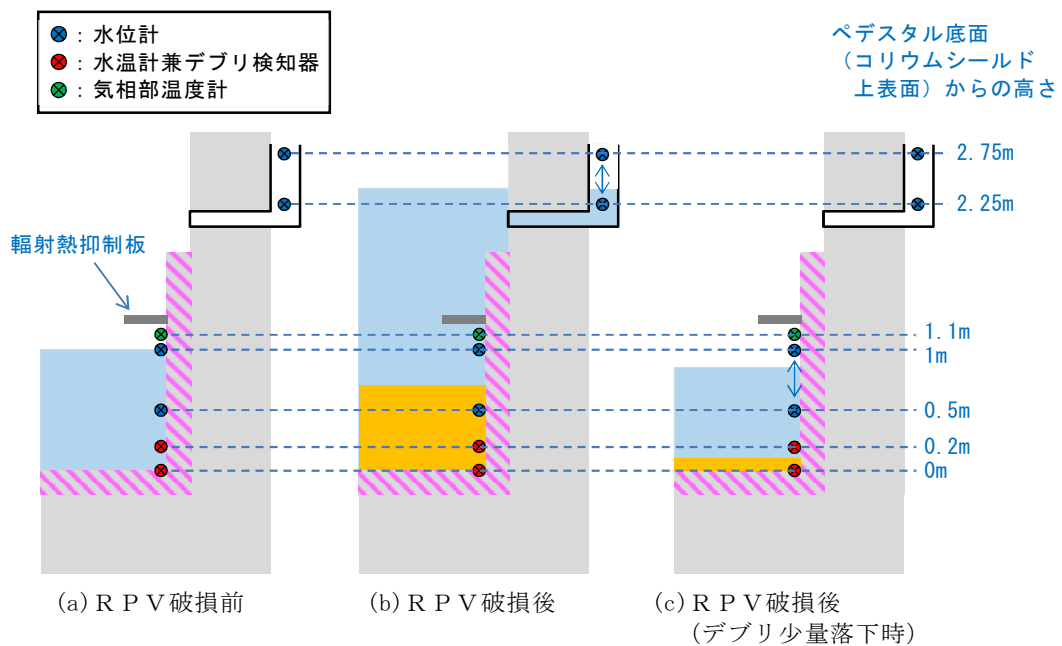 ：水位計
：水温計兼デブリ検知器
：気相部温度計
ペデスタル底面
（コリウムシールド
上表面）からの高さ
2.75m
2.25m
輻射熱抑制板
1.1m
1m
0.5m
0.2m
0m
(a)ＲＰＶ破損前
(b)ＲＰＶ破損後
(c)ＲＰＶ破損後
(デブリ少量落下時)